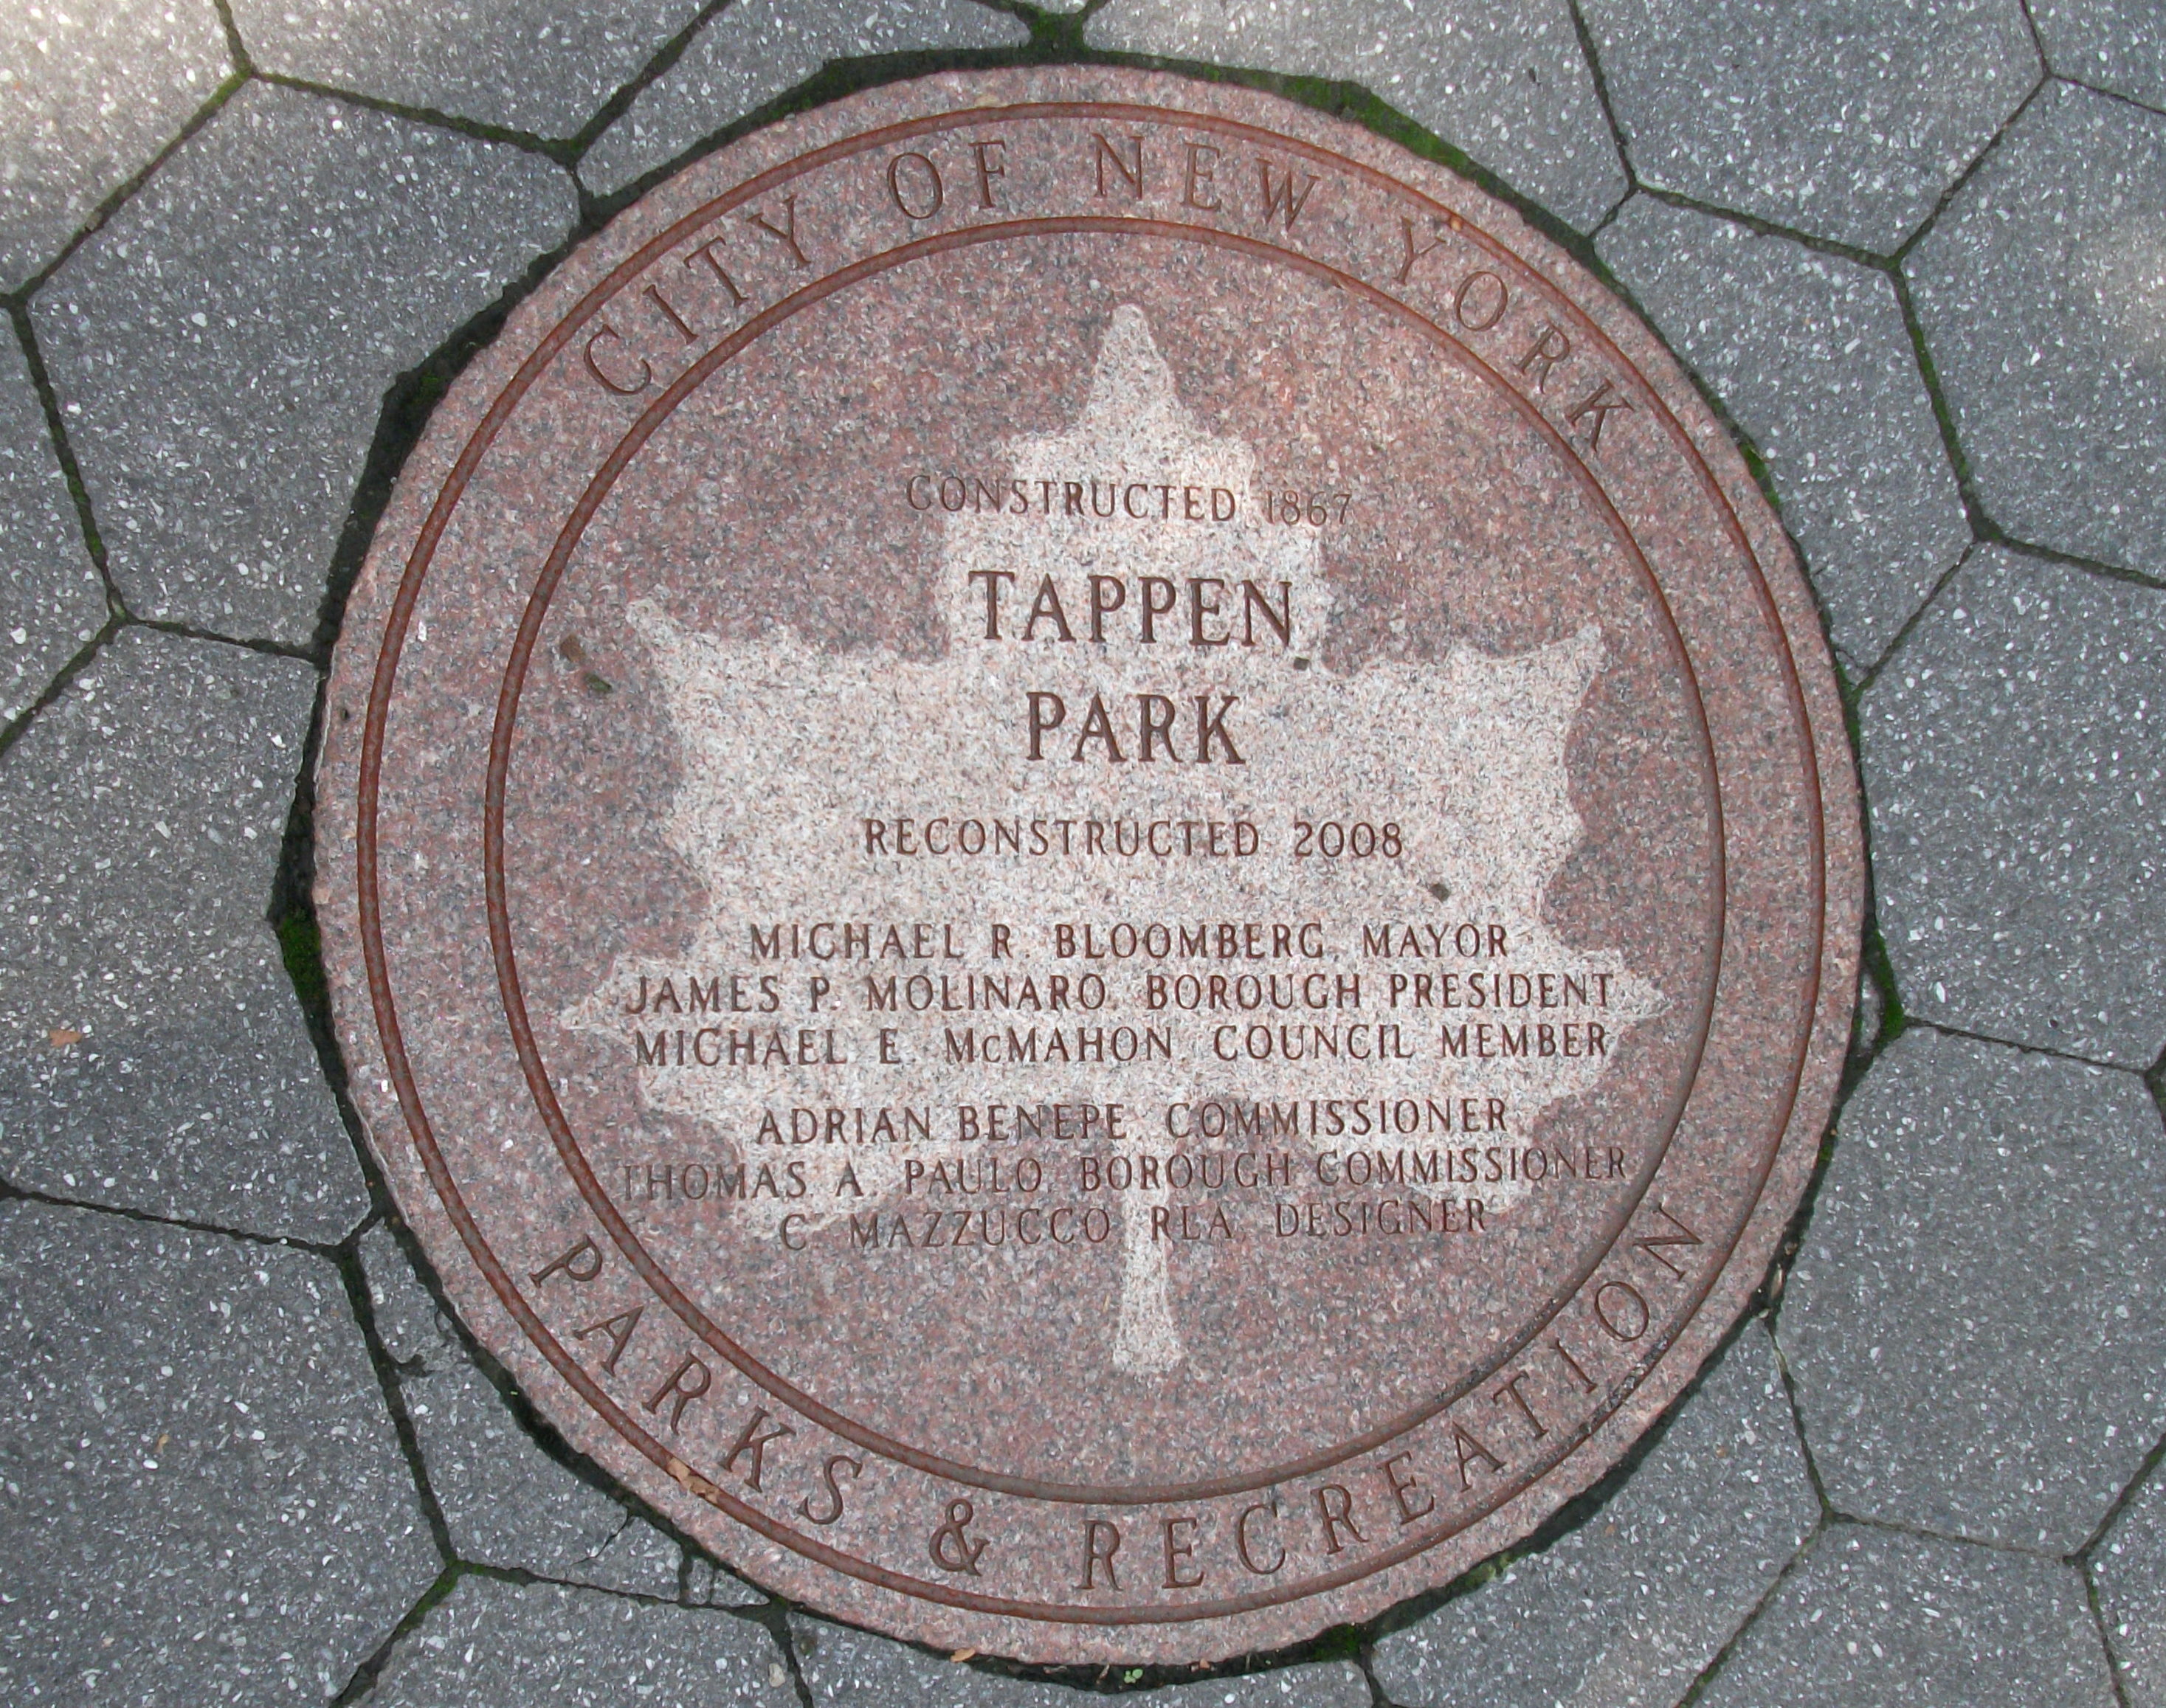 CITY OF NEW YORK
CONSTRUCTED 1867
TAPPEN
PARK
RECONSTRUCTED 2008
MICHAEL R. BLOOMBERG, MAYOR
JAMES P. MOLINARO, BOROUGH PRESIDENT
MICHAEL E. McMAHON, COUNCIL MEMBER
ADRIAN BENEPE, COMMISSIONER
THOMAS A. PAULO, BOROUGH COMMISSIONER
C. MAZZUCCO, RLA, DESIGNER
PARKS & RECREATION